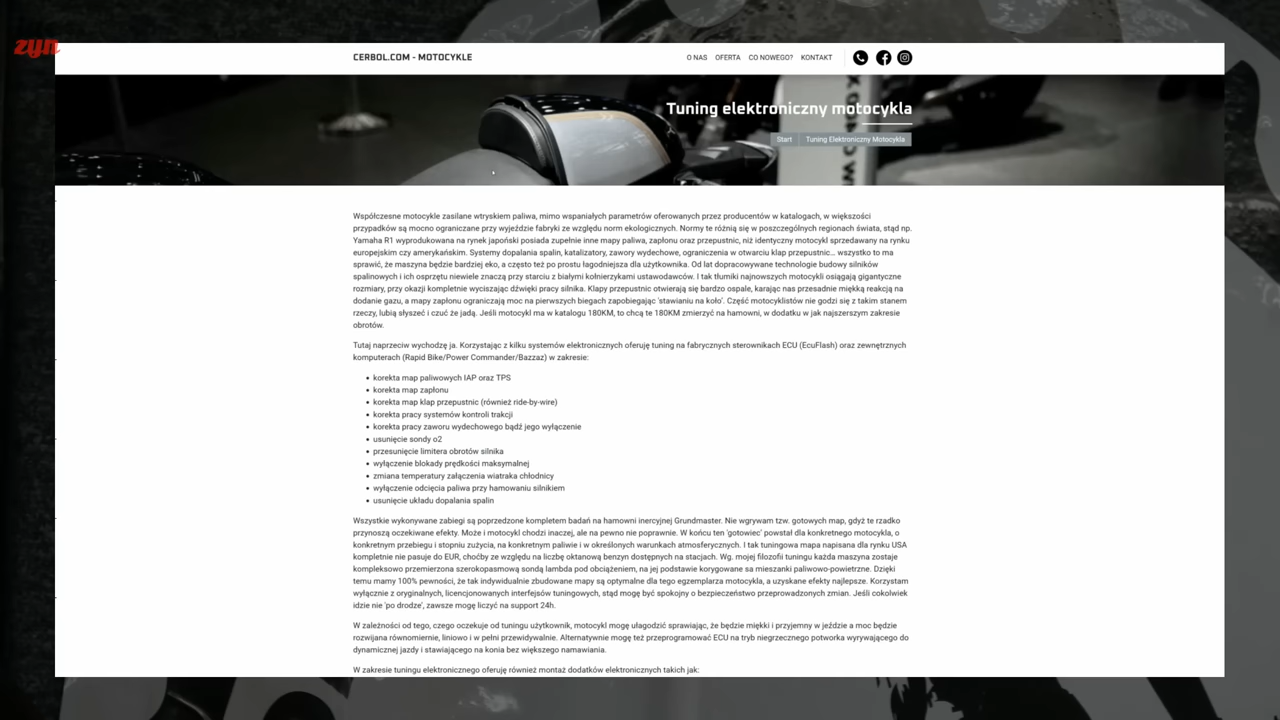 zyn
CERBOL.COM - MOTOCYKLE
O NAS OFERTA CO NOWEGO? KONTAKT
Tuning elektroniczny motocykla
Start Tuning Elektroniczny Motocykla
Współczesne motocykle zasilane wtryskiem paliwa, mimo wspaniałych parametrów oferowanych przez producentów w katalogach, w większości
przypadków są mocno ograniczane przy wyjeździe fabryki ze względu norm ekologicznych. Normy te różnią się w poszczególnych regionach świata, stąd np.
Yamaha R1 wyprodukowana na rynek japoński posiada zupełnie inne mapy paliwa, zapłonu oraz przepustnic, niż identyczny motocykl sprzedawany na rynku
europejskim czy amerykańskim. Systemy dopalania spalin, katalizatory, zawory wydechowe, ograniczenia w otwarciu klap przepustnic... wszystko to ma
sprawić, że maszyna będzie bardziej eko, a często też po prostu łagodniejsza dla użytkownika. Od lat dopracowywane technologie budowy silników
spalinowych i ich osprzętu niewiele znaczą przy starciu z białymi kołnierzykami ustawodawców. I tak tłumiki najnowszych motocykli osiągają gigantyczne
rozmiary, przy okazji kompletnie wyciszając dźwięki pracy silnika. Klapy przepustnic otwierają się bardzo ospale, karając nas przesadnie miękką reakcją na
dodanie gazu, a mapy zapłonu ograniczają moc na pierwszych biegach zapobiegając 'stawianiu na koło'. Część motocyklistów nie godzi się z takim stanem
rzeczy, lubią słyszeć i czuć że jadą. Jeśli motocykl ma w katalogu 180KM, to chcą te 180KM zmierzyć na hamowni, w dodatku w jak najszerszym zakresie
obrotów.
Tutaj naprzeciw wychodzę ja. Korzystając z kilku systemów elektronicznych oferuję tuning na fabrycznych sterownikach ECU (EcuFlash) oraz zewnętrznych
komputerach (Rapid Bike/Power Commander/Bazzaz) w zakresie:
• korekta map paliwowych IAP oraz TPS
• korekta map zapłonu
• korekta map klap przepustnic (również ride-by-wire)
• korekta pracy systemów kontroli trakcji
• korekta pracy zaworu wydechowego bądź jego wyłączenie
• usunięcie sondy o2
• przesunięcie limitera obrotów silnika
• wyłączenie blokady prędkości maksymalnej
• zmiana temperatury załączenia wiatraka chłodnicy
• wyłączenie odcięcia paliwa przy hamowaniu silnikiem
• usunięcie układu dopalania spalin
Wszystkie wykonywane zabiegi są poprzedzone kompletem badań na hamowni inercyjnej Grundmaster. Nie wgrywam tzw. gotowych map, gdyż te rzadko
przynoszą oczekiwane efekty. Może i motocykl chodzi inaczej, ale na pewno nie poprawnie. W końcu ten 'gotowiec' powstał dla konkretnego motocykla, o
konkretnym przebiegu i stopniu zużycia, na konkretnym paliwie i w określonych warunkach atmosferycznych. I tak tuningowa mapa napisana dla rynku USA
kompletnie nie pasuje do EUR, choćby ze względu na liczbę oktanową benzyn dostępnych na stacjach. Wg. mojej filozofii tuningu każda maszyna zostaje
kompleksowo przemierzona szerokopasmową sondą lambda pod obciążeniem, na jej podstawie korygowane sa mieszanki paliwowo-powietrzne. Dzięki
temu mamy 100% pewności, że tak indywidualnie zbudowane mapy są optymalne dla tego egzemplarza motocykla, a uzyskane efekty najlepsze. Korzystam
wyłącznie z oryginalnych, licencjonowanych interfejsów tuningowych, stąd mogę być spokojny o bezpieczeństwo przeprowadzonych zmian. Jeśli cokolwiek
idzie nie 'po drodze', zawsze mogę liczyć na support 24h.
W zależności od tego, czego oczekuje od tuningu użytkownik, motocykl mogę ułagodzić sprawiając, że będzie miękki i przyjemny w jeździe a moc będzie
rozwijana równomiernie, liniowo i w pełni przewidywalnie. Alternatywnie mogę też przeprogramować ECU na tryb niegrzecznego potworka wyrywającego do
dynamicznej jazdy i stawiającego na konia bez większego namawiania.
W zakresie tuningu elektronicznego oferuję również montaż dodatków elektronicznych takich jak: